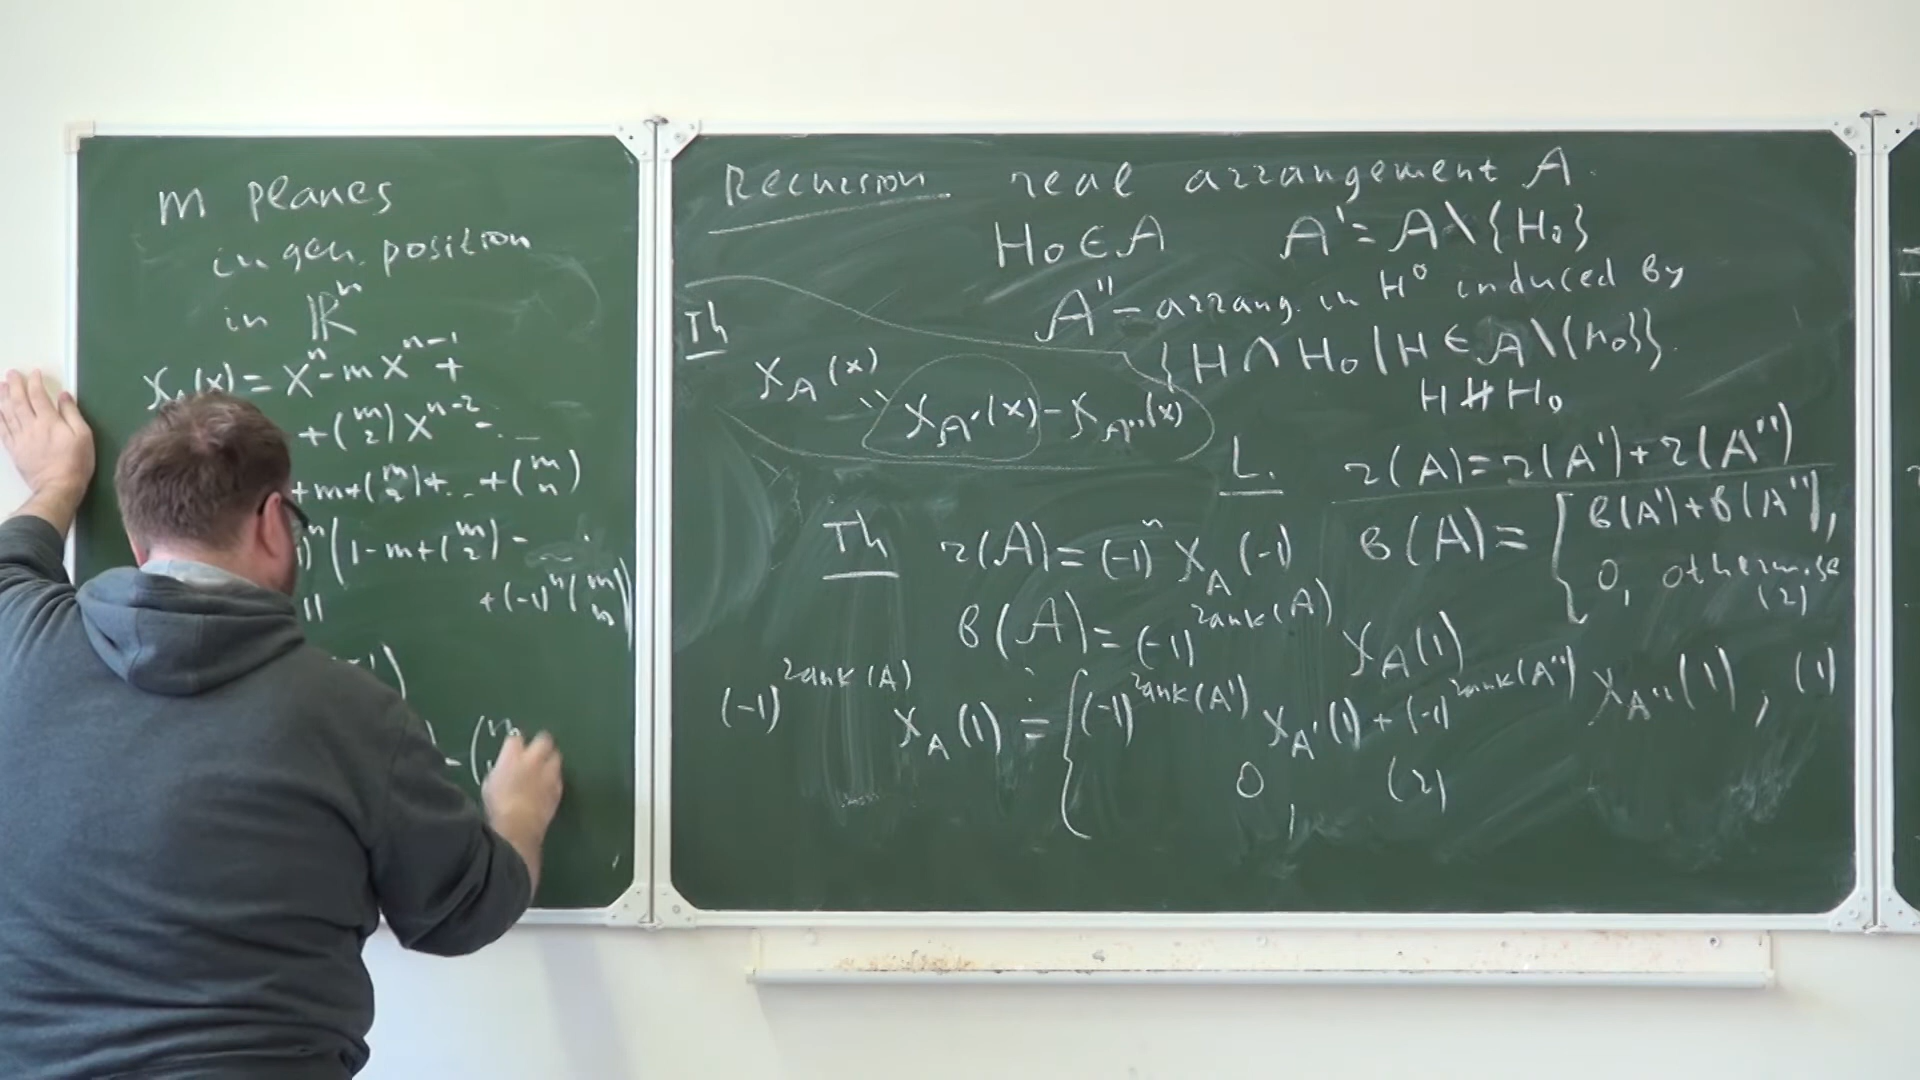 m planes
in gen. position
in ℝⁿ
χ_A(x) = xⁿ - m xⁿ⁻¹ +
+ (m 2) xⁿ⁻² - ...
+ m + (m 2) + .. + (m n)
(1 - m + (m 2) - ...
+ (-1)ⁿ (m n))
Recursion real arrangement A.
H₀ ∈ A A' = A \ {H₀}
A'' - arrang. in H⁰ induced by
{H ∩ H₀ | H ∈ A \ {H₀}}.
H ∦ H₀
Th
χ_A(x)
" χ_A'(x) - χ_A''(x)
L. r(A) = r(A') + r(A'')
b(A) = { b(A') + b(A''),
0, otherwise
(2)
Th r(A) = (-1)ⁿ χ_A(-1)
b(A) = (-1)^rank(A) χ_A(1)
(-1)^rank(A) χ_A(1) = { (-1)^rank(A') χ_A'(1) + (-1)^rank(A'') χ_A''(1), (1)
0, (2)